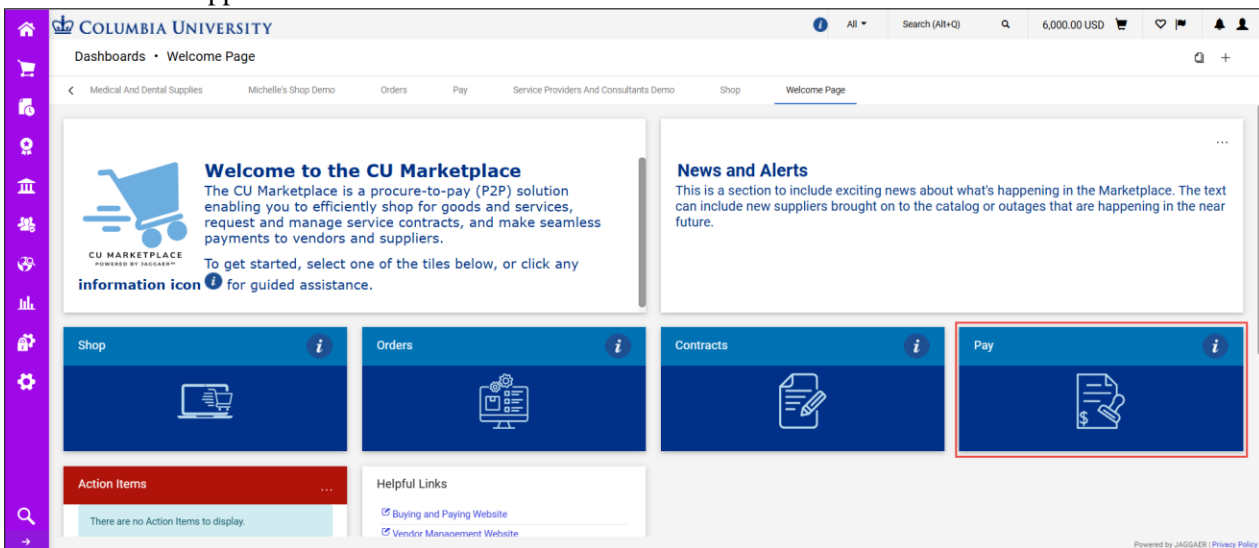 COLUMBIA UNIVERSITY
All
Search (Alt+Q)
6,000.00 USD
Dashboards • Welcome Page
Medical And Dental Supplies
Michelle's Shop Demo
Orders
Pay
Service Providers And Consultants Demo
Shop
Welcome Page
Welcome to the CU Marketplace
The CU Marketplace is a procure-to-pay (P2P) solution
enabling you to efficiently shop for goods and services,
request and manage service contracts, and make seamless
payments to vendors and suppliers.
CU MARKETPLACE
POWERED BY JAGGAER™
To get started, select one of the tiles below, or click any
information icon i for guided assistance.
News and Alerts
This is a section to include exciting news about what's happening in the Marketplace. The text
can include new suppliers brought on to the catalog or outages that are happening in the near
future.
Shop
Orders
Contracts
Pay
Action Items
There are no Action Items to display.
Helpful Links
Buying and Paying Website
Vendor Management Website
Powered by JAGGAER | Privacy Policy